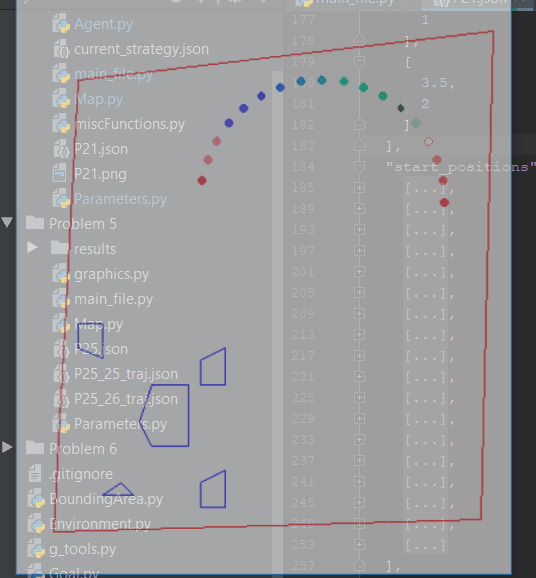 main_file.py
P21.json
Agent.py
current_strategy.json
main_file.py
Map.py
miscFunctions.py
P21.json
P21.png
Parameters.py
Problem 5
results
graphics.py
main_file.py
Map.py
P25.json
P25_25_traj.json
P25_26_traj.json
Parameters.py
Problem 6
.gitignore
BoundingArea.py
Environment.py
g_tools.py
Goal.py
177 1
178 ],
179 [
3.5,
181 2
182 ]
183 ],
184 "start_positions"
185 [...],
189 [...],
193 [...],
197 [...],
201 [...],
205 [...],
209 [...],
213 [...],
217 [...],
221 [...],
225 [...],
229 [...],
233 [...],
237 [...],
241 [...],
245 [...],
[...],
253 [...]
257 ],